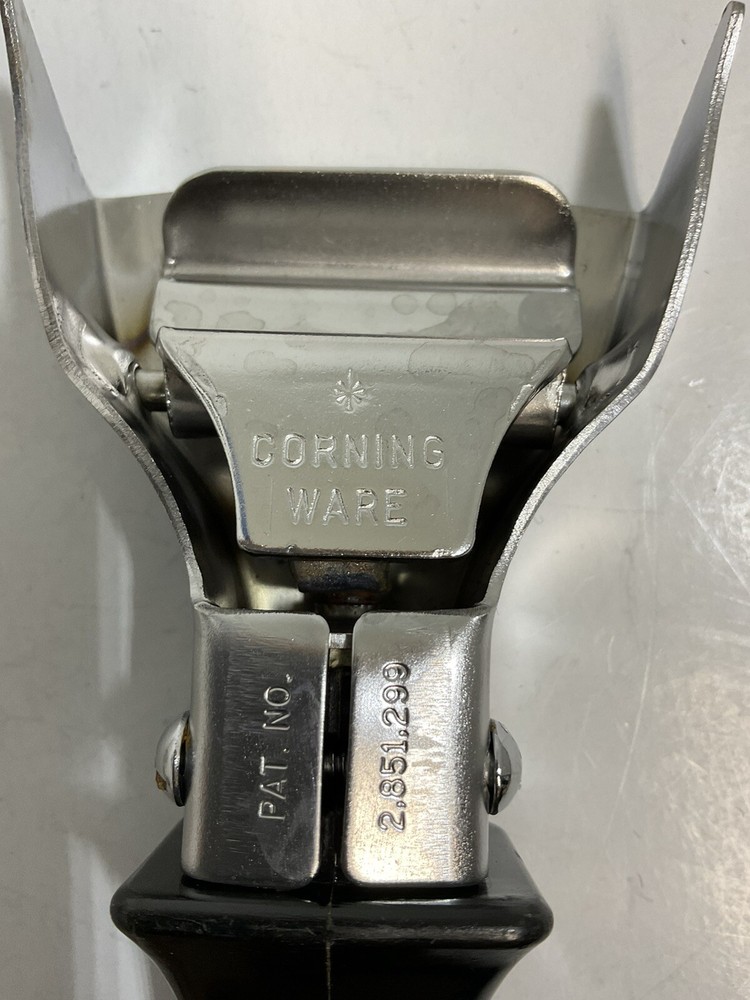 CORNING
WARE
PAT. NO.
2,851,299